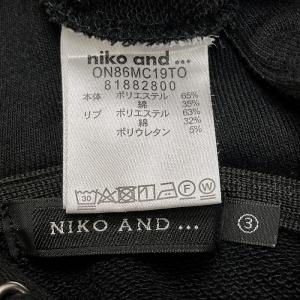 niko and ...
ON86MC19TO
81882800
本体 ポリエステル 65%
綿 35%
リブ ポリエステル 63%
綿 32%
ポリウレタン 5%
30
NIKO AND ...
③